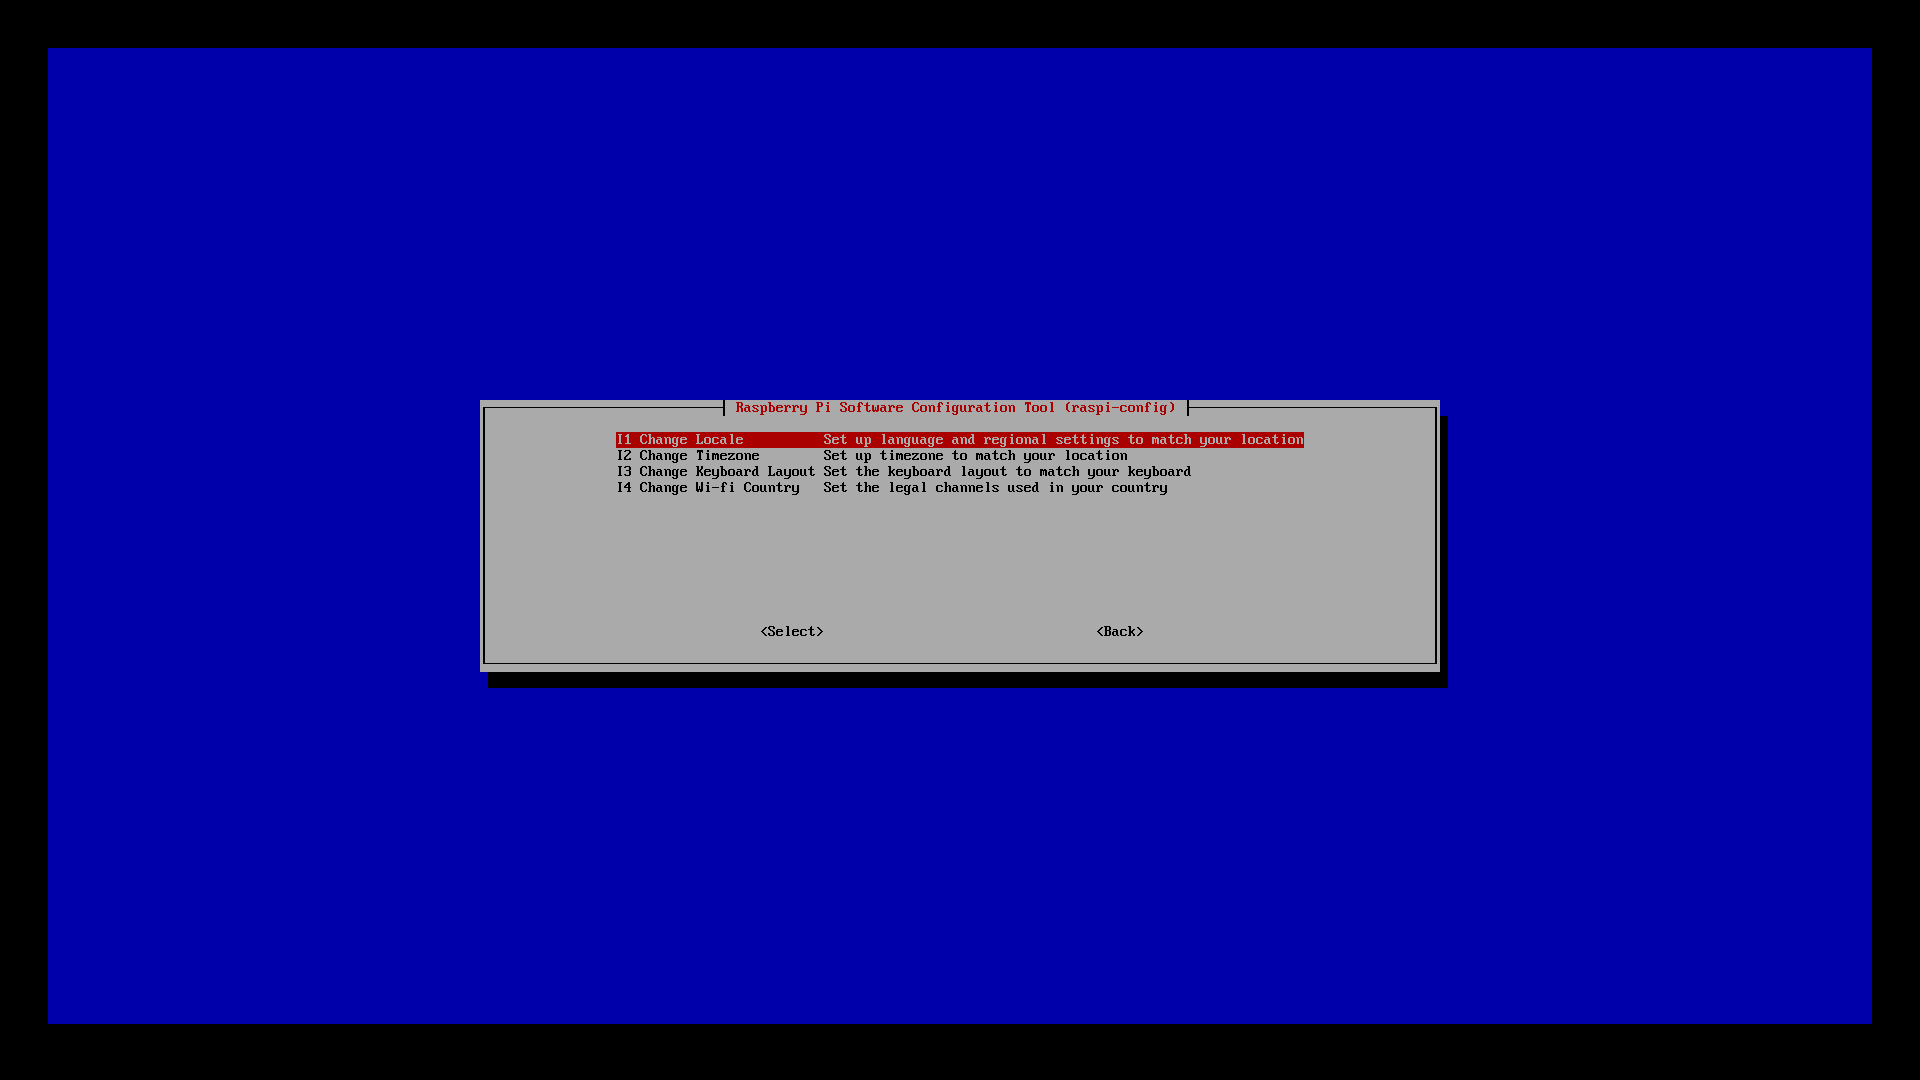 Raspberry Pi Software Configuration Tool (raspi-config)
I1 Change Locale Set up language and regional settings to match your location
I2 Change Timezone Set up timezone to match your location
I3 Change Keyboard Layout Set the keyboard layout to match your keyboard
I4 Change Wi-fi Country Set the legal channels used in your country
<Select> <Back>